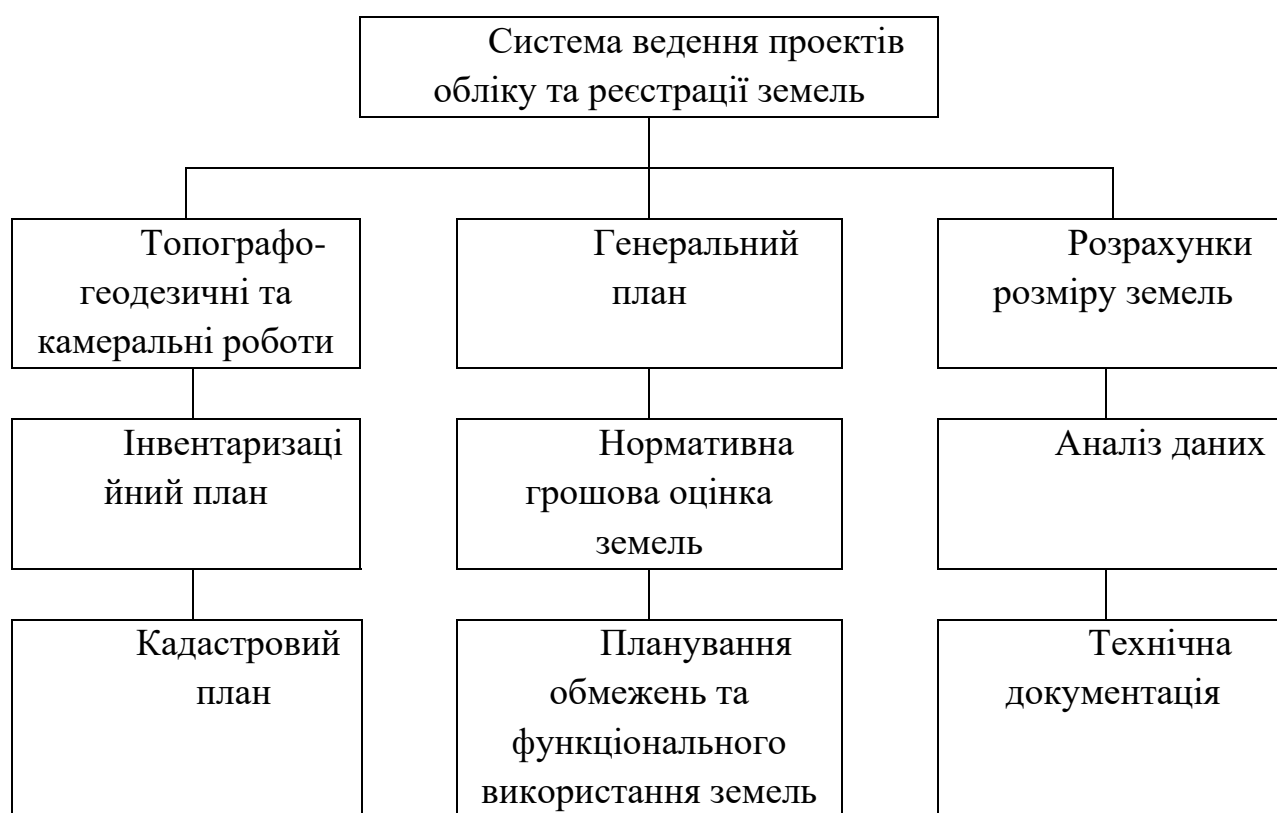 Система ведення проектів
обліку та реєстрації земель
Топографо-
геодезичні та
камеральні роботи
Генеральний
план
Розрахунки
розміру земель
Інвентаризаці
йний план
Нормативна
грошова оцінка
земель
Аналіз даних
Кадастровий
план
Планування
обмежень та
функціонального
використання земель
Технічна
документація